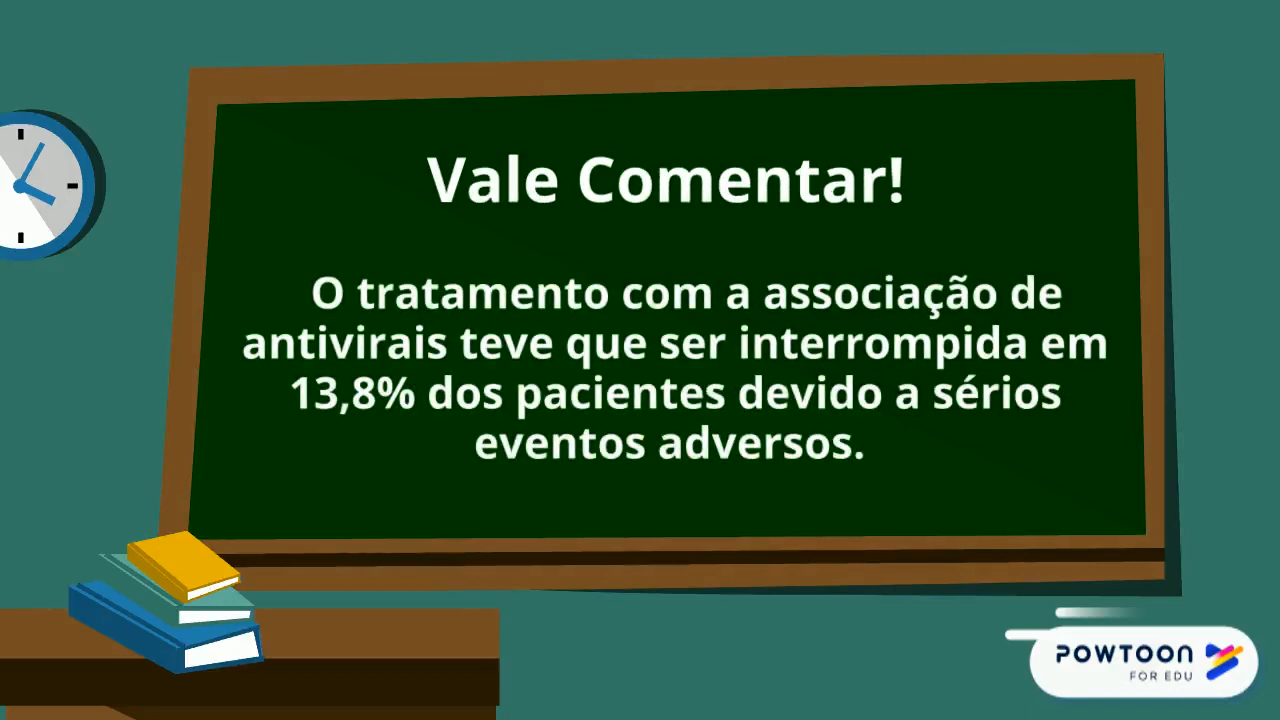 Vale Comentar!
O tratamento com a associação de
antivirais teve que ser interrompida em
13,8% dos pacientes devido a sérios
eventos adversos.
POWTOON
FOR EDU